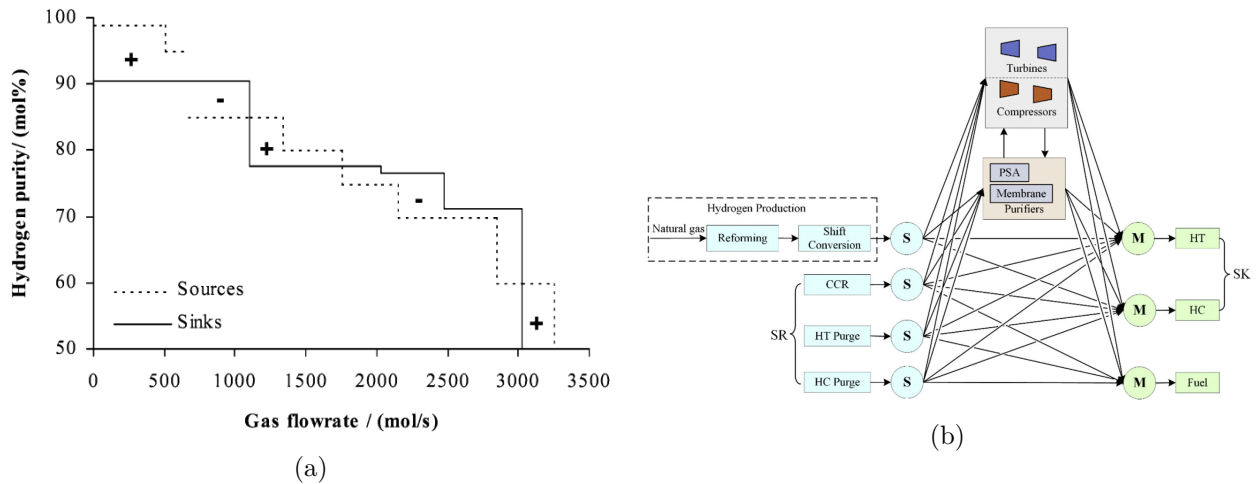 100
90
80
70
60
50
Hydrogen purity/ (mol%)
+
-
+
-
+
Sources
Sinks
0 500 1000 1500 2000 2500 3000 3500
Gas flowrate / (mol/s)
(a)
Turbines
Compressors
PSA
Membrane
Purifiers
Hydrogen Production
Natural gas
Reforming
Shift
Conversion
S
M
HT
SK
CCR
S
M
HC
SR
HT Purge
S
HC Purge
S
M
Fuel
(b)